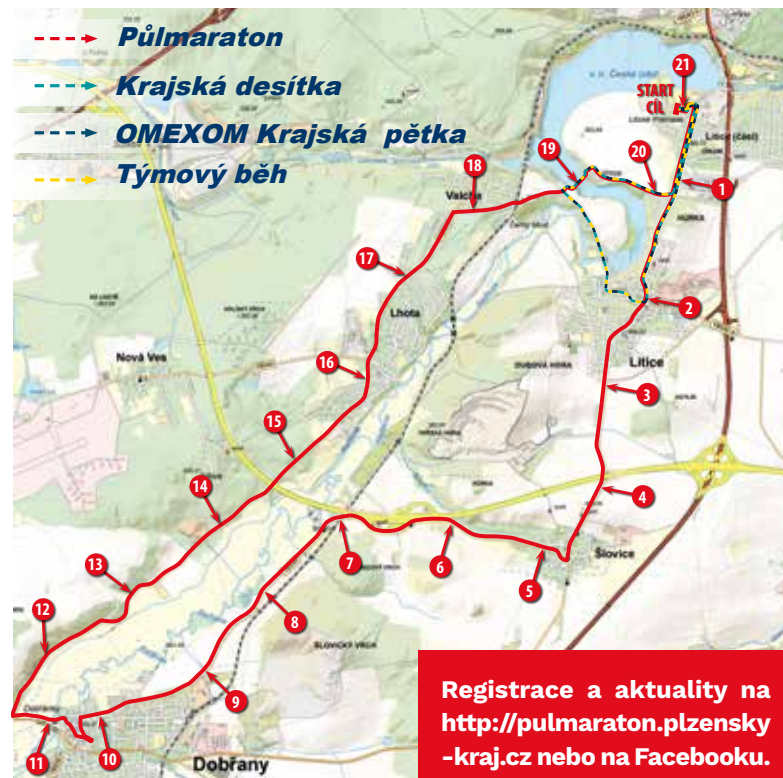 Půlmaraton
Krajská desítka
OMEXOM Krajská pětka
Týmový běh
21
START
CÍL
19
20
1
18
Valcha
17
2
Lhota
Litice
Nová Ves
16
3
15
14
4
7
6
Šlovice
5
13
8
12
9
11
10
Dobřany
Registrace a aktuality na
http://pulmaraton.plzensky
-kraj.cz nebo na Facebooku.